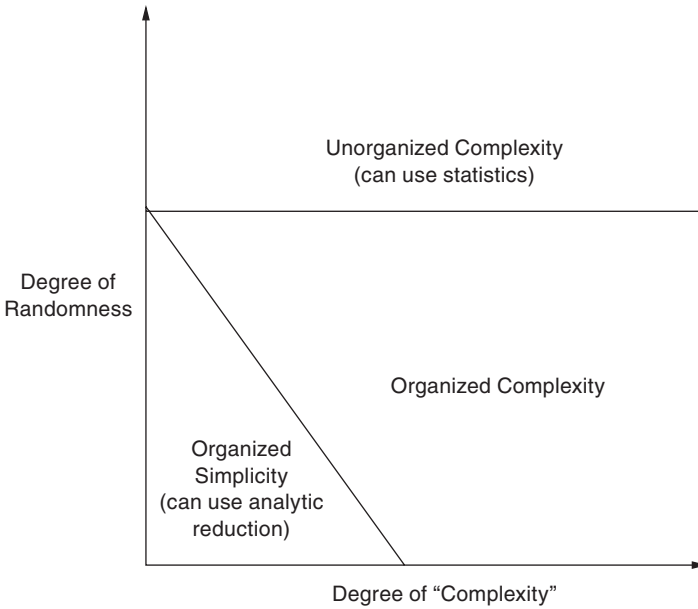 Unorganized Complexity
(can use statistics)
Degree of
Randomness
Organized Complexity
Organized
Simplicity
(can use analytic
reduction)
Degree of “Complexity”